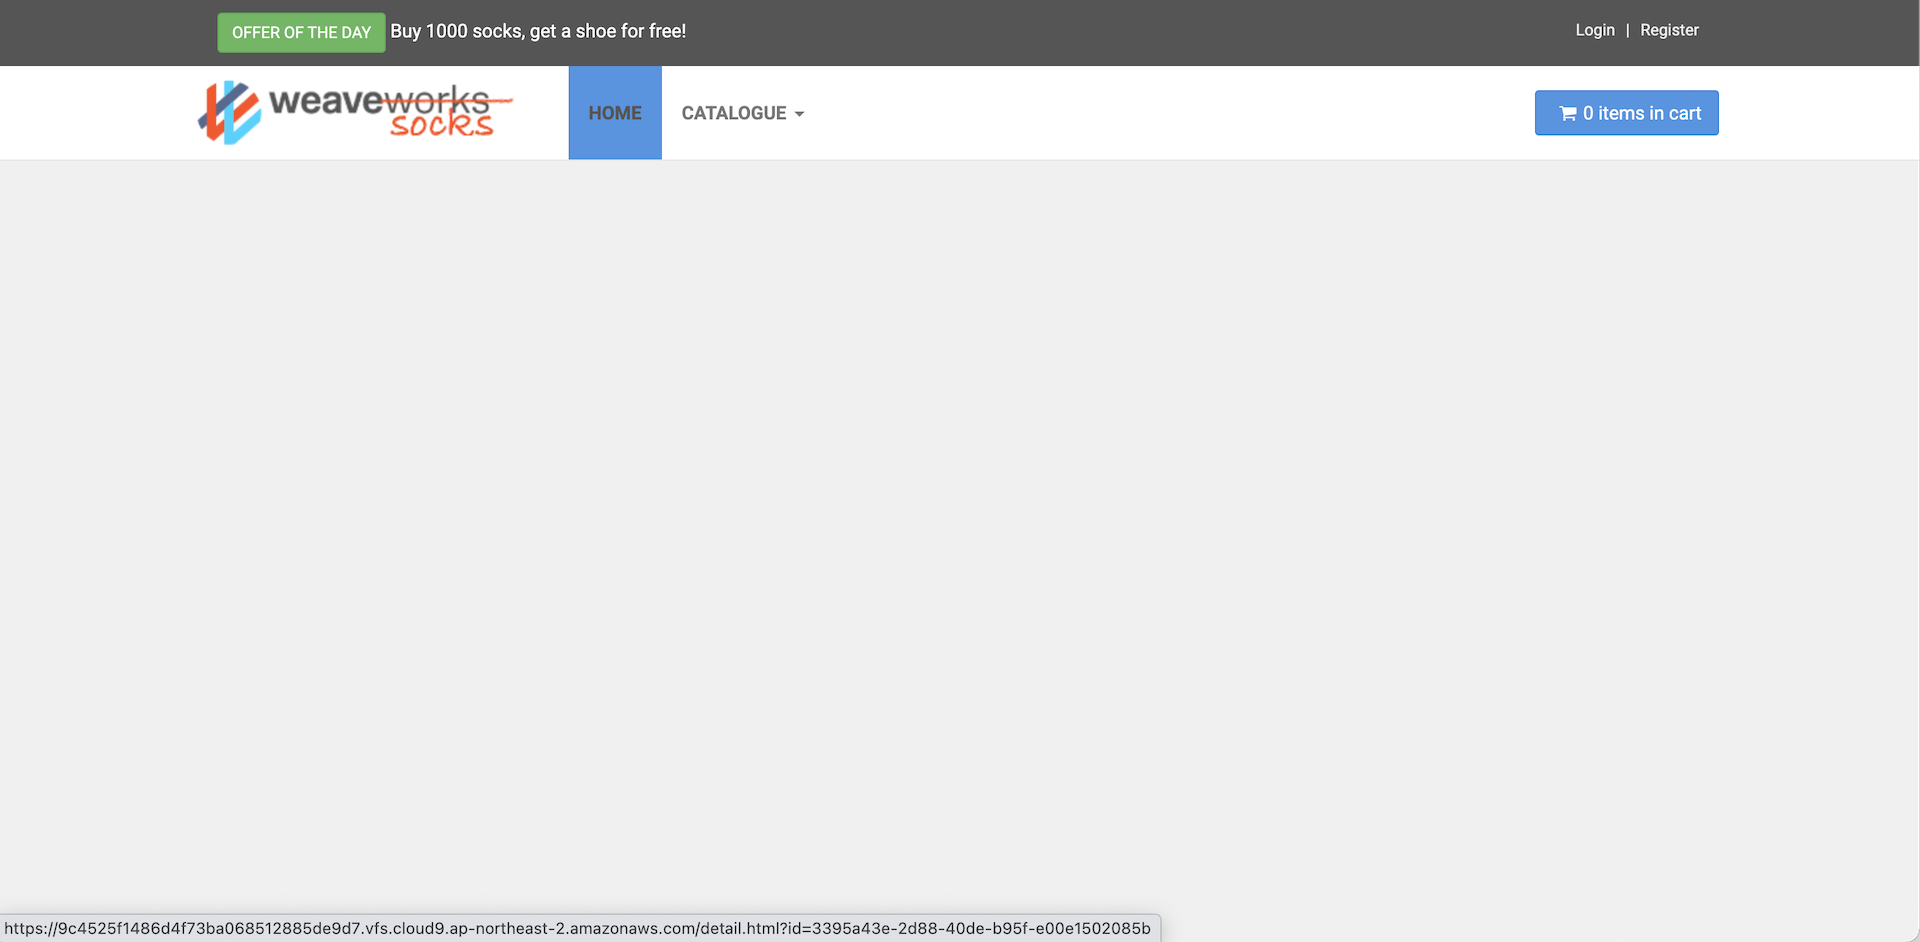 OFFER OF THE DAY Buy 1000 socks, get a shoe for free!
Login | Register
weaveworks
socks
HOME
CATALOGUE
0 items in cart
https://9c4525f1486d4f73ba068512885de9d7.vfs.cloud9.ap-northeast-2.amazonaws.com/detail.html?id=3395a43e-2d88-40de-b95f-e00e1502085b